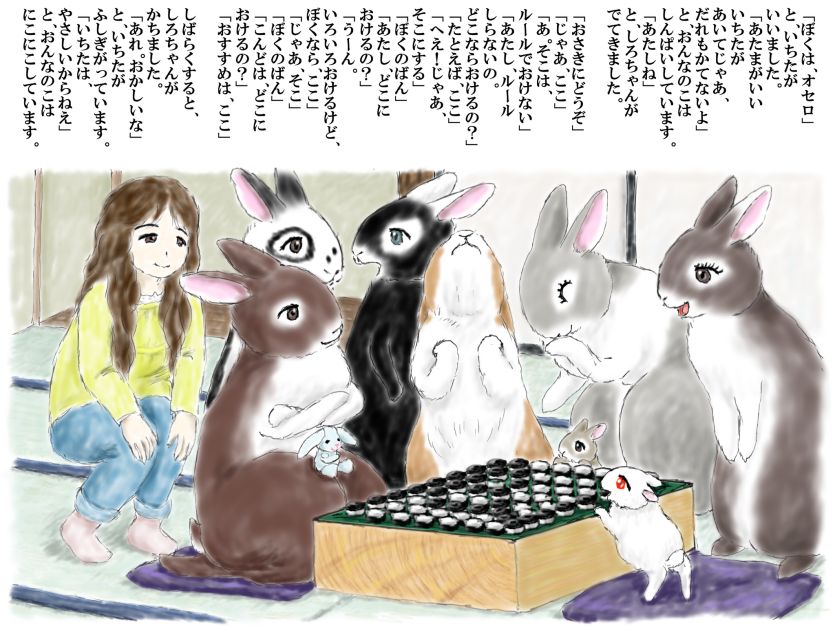 「ぼくは、オセロ」
と、いちたが
いいました。
「あたまがいい
いちたが
あいてじゃあ、
だれもかてないよ」
と、おんなのこは
しんぱいしています。
「あたしね」
と、しろちゃんが
でてきました。
「おさきにどうぞ」
「じゃあ、ここ」
「あ。そこは、
ルールでおけない」
「あたし、ルール
しらないの。
どこならおけるの？」
「たとえば、ここ」
「へえ！じゃあ、
そこにする」
「ぼくのばん」
「あたし、どこに
おけるの？」
「うーん。
いろいろおけるけど、
ぼくなら、ここ」
「じゃあ、そこ」
「ぼくのばん」
「こんどは、どこに
おけるの？」
「おすすめは、ここ」
しばらくすると、
しろちゃんが
かちました。
「あれ。おかしいな」
と、いちたが
ふしぎがっています。
「いちたは、
やさしいからねえ」
と、おんなのこは
にこにこしています。